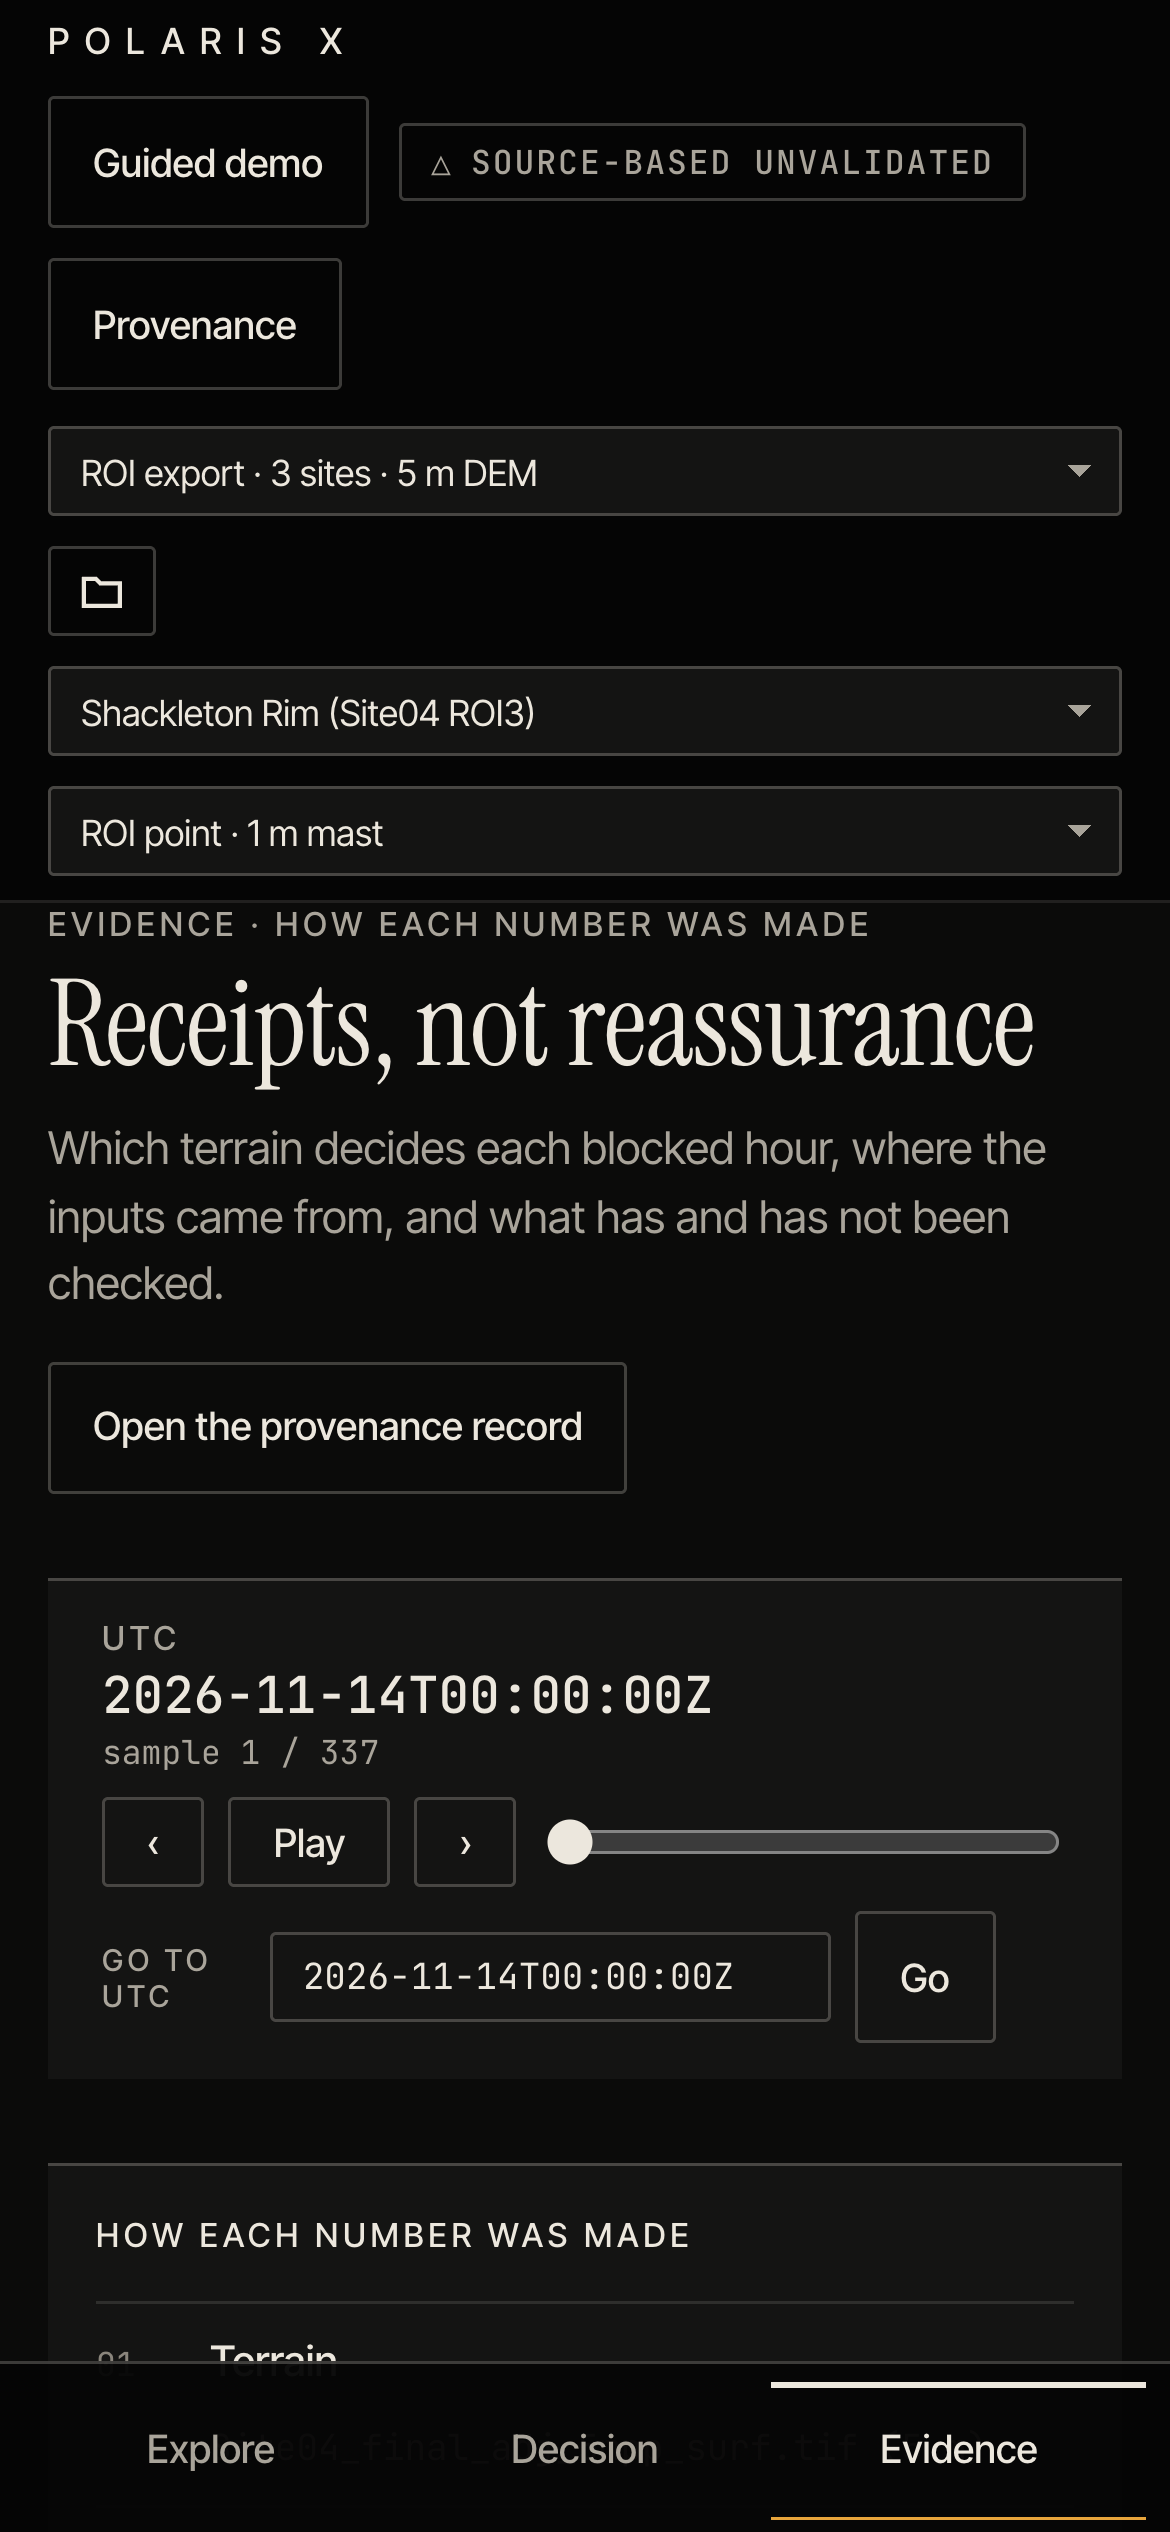 POLARIS X
Guided demo
△ SOURCE-BASED UNVALIDATED
Provenance
ROI export · 3 sites · 5 m DEM
Shackleton Rim (Site04 ROI3)
ROI point · 1 m mast
EVIDENCE · HOW EACH NUMBER WAS MADE
Receipts, not reassurance
Which terrain decides each blocked hour, where the
inputs came from, and what has and has not been
checked.
Open the provenance record
UTC
2026-11-14T00:00:00Z
sample 1 / 337
‹ Play ›
GO TO
UTC
2026-11-14T00:00:00Z
Go
HOW EACH NUMBER WAS MADE
01 Terrain
Explore Decision Evidence